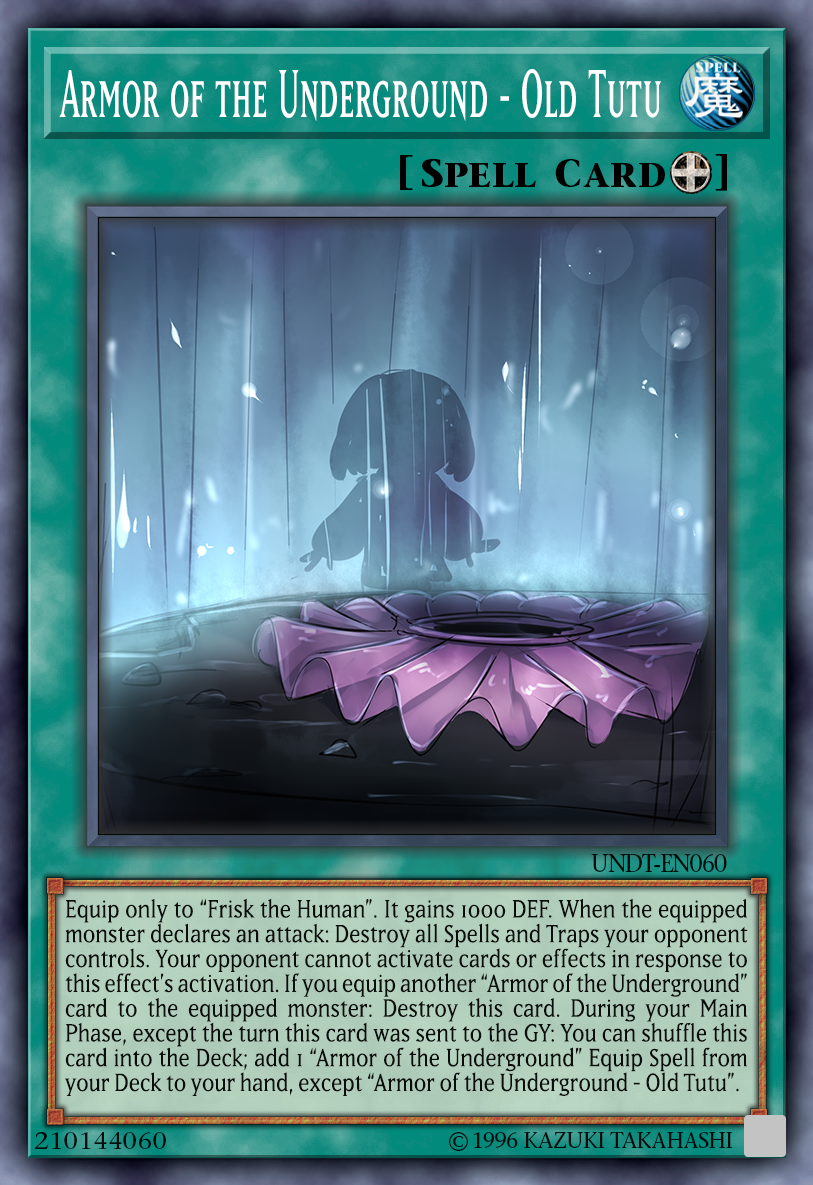 Armor of the Underground - Old Tutu
SPELL
魔
[Spell Card]
UNDT-EN060
Equip only to “Frisk the Human”. It gains 1000 DEF. When the equipped
monster declares an attack: Destroy all Spells and Traps your opponent
controls. Your opponent cannot activate cards or effects in response to
this effect’s activation. If you equip another “Armor of the Underground”
card to the equipped monster: Destroy this card. During your Main
Phase, except the turn this card was sent to the GY: You can shuffle this
card into the Deck; add 1 “Armor of the Underground” Equip Spell from
your Deck to your hand, except “Armor of the Underground - Old Tutu”.
210144060
© 1996 KAZUKI TAKAHASHI